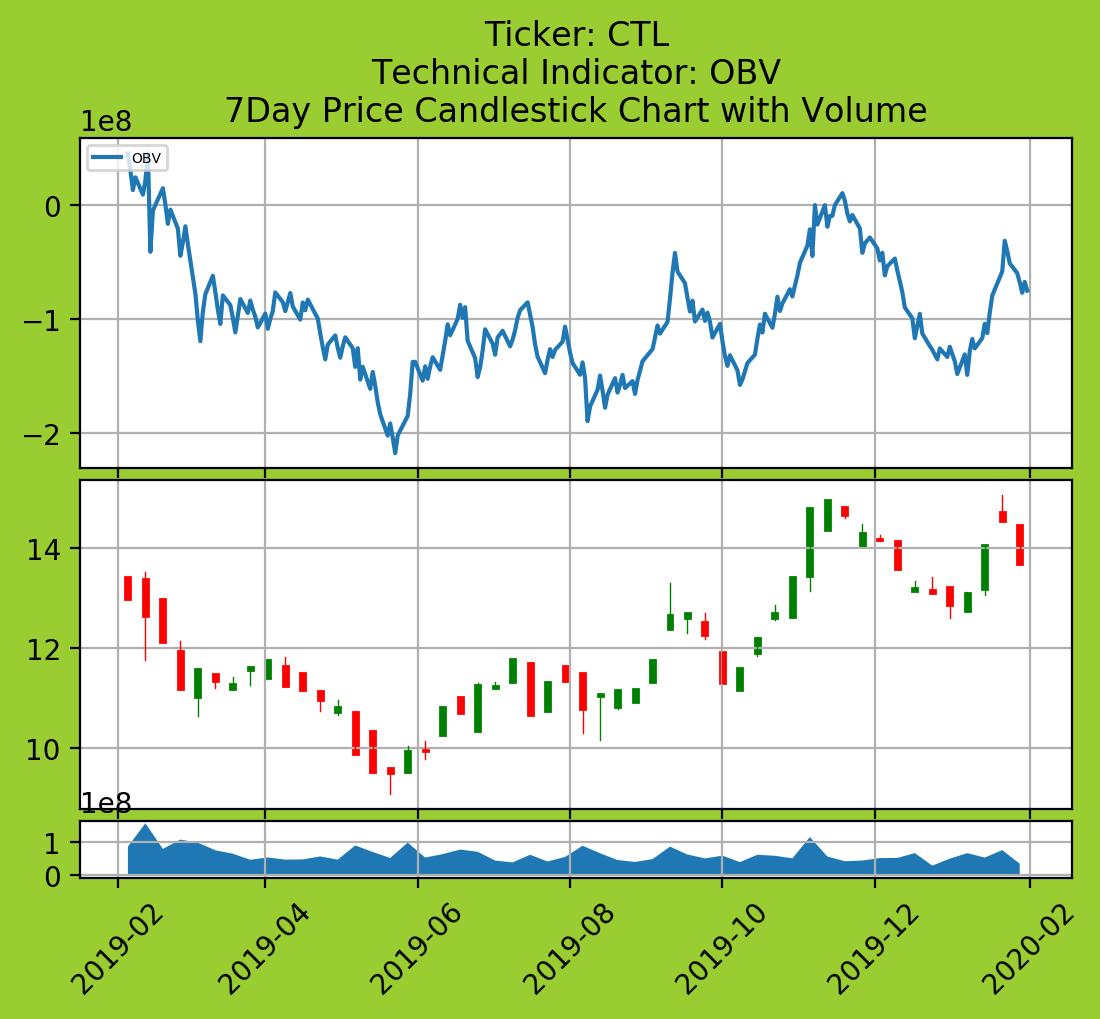 Ticker: CTL
Technical Indicator: OBV
7Day Price Candlestick Chart with Volume
1e8
OBV
0
−1
−2
14
12
10
1e8
1
0
2019-02
2019-04
2019-06
2019-08
2019-10
2019-12
2020-02